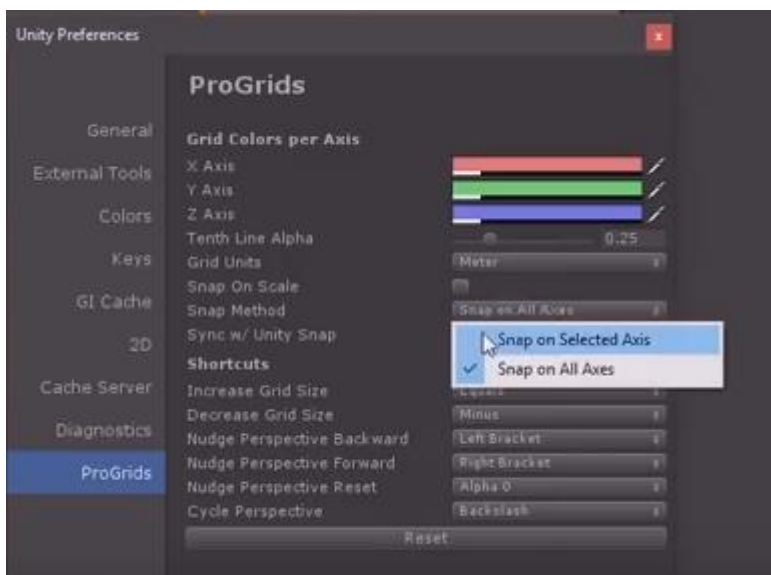 Unity Preferences
x
ProGrids
General
External Tools
Colors
Keys
GI Cache
2D
Cache Server
Diagnostics
ProGrids
Grid Colors per Axis
X Axis
Y Axis
Z Axis
Tenth Line Alpha 0.25
Grid Units Meter
Snap On Scale
Snap Method Snap on All Axes
Sync w/ Unity Snap
Snap on Selected Axis
Snap on All Axes
Shortcuts
Increase Grid Size Equals
Decrease Grid Size Minus
Nudge Perspective Backward Left Bracket
Nudge Perspective Forward Right Bracket
Nudge Perspective Reset Alpha 0
Cycle Perspective Backslash
Reset